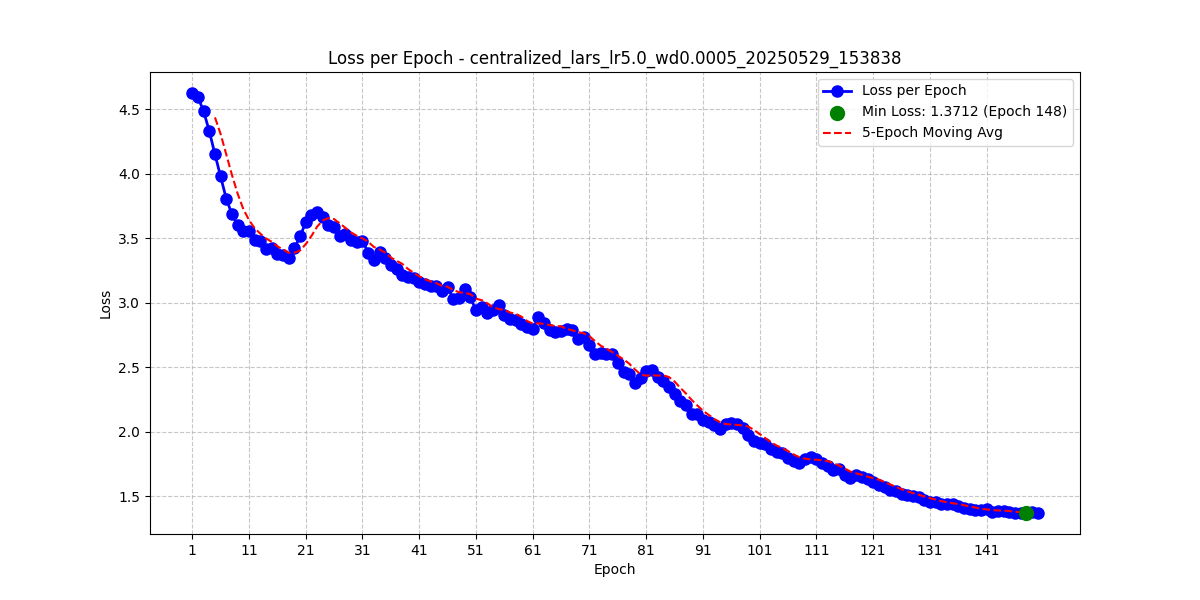 Loss per Epoch - centralized_lars_lr5.0_wd0.0005_20250529_153838
Loss per Epoch
Min Loss: 1.3712 (Epoch 148)
5-Epoch Moving Avg
4.5
4.0
3.5
3.0
2.5
2.0
1.5
Loss
1 11 21 31 41 51 61 71 81 91 101 111 121 131 141
Epoch